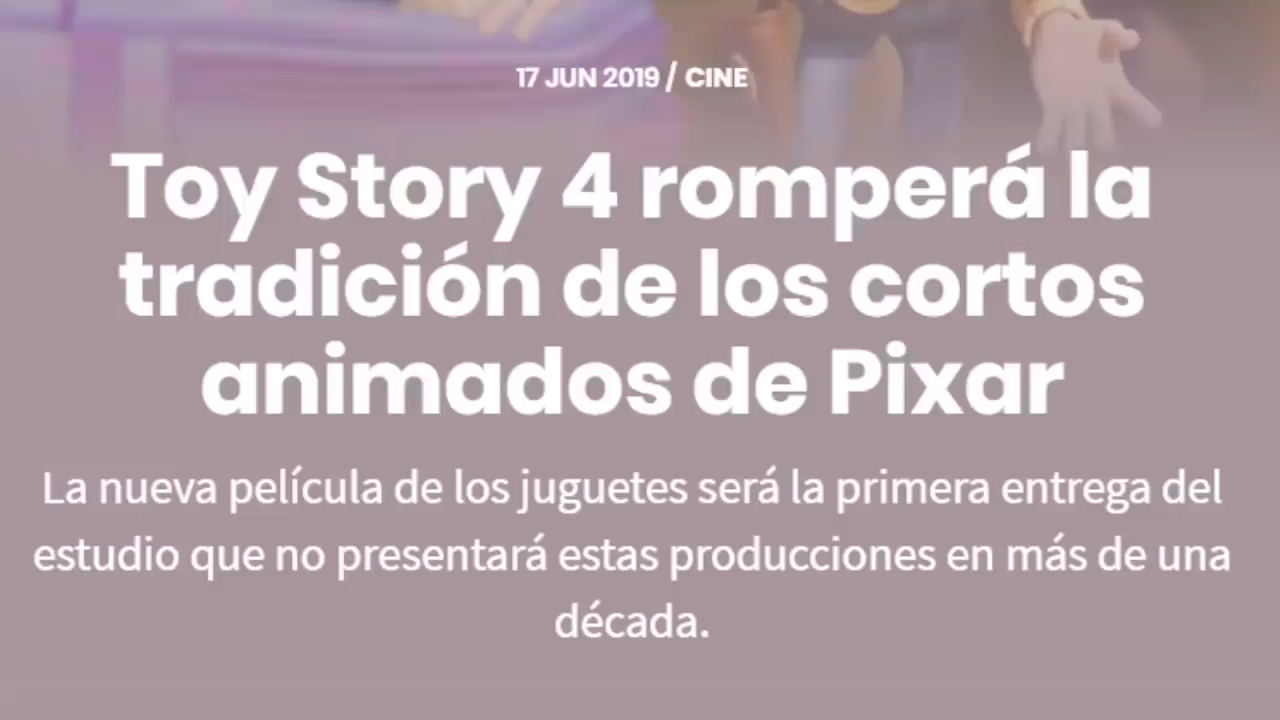 17 JUN 2019 / CINE
Toy Story 4 romperá la
tradición de los cortos
animados de Pixar
La nueva película de los juguetes será la primera entrega del
estudio que no presentará estas producciones en más de una
década.